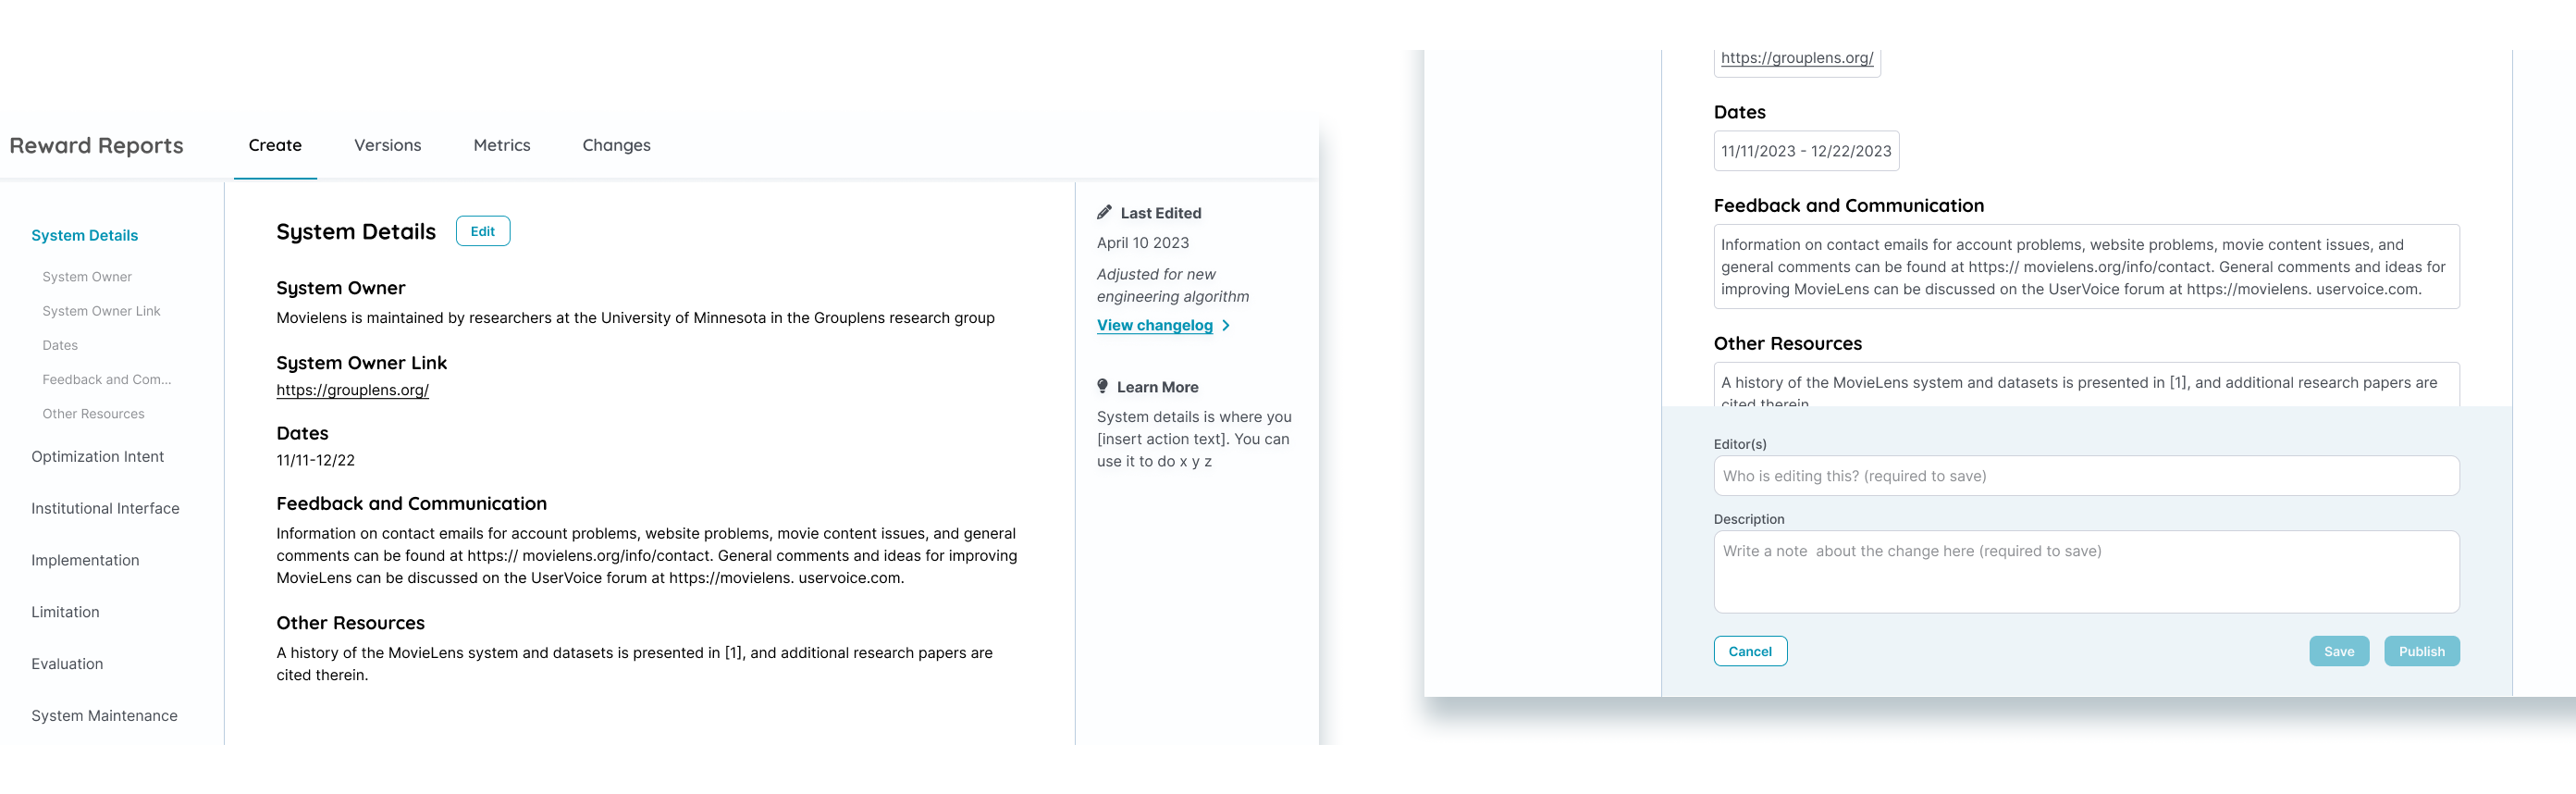 Reward Reports
Create
Versions
Metrics
Changes
System Details
System Owner
System Owner Link
Dates
Feedback and Com...
Other Resources
Optimization Intent
Institutional Interface
Implementation
Limitation
Evaluation
System Maintenance
System Details
Edit
System Owner
Movielens is maintained by researchers at the University of Minnesota in the Grouplens research group
System Owner Link
https://grouplens.org/
Dates
11/11-12/22
Feedback and Communication
Information on contact emails for account problems, website problems, movie content issues, and general
comments can be found at https:// movielens.org/info/contact. General comments and ideas for improving
MovieLens can be discussed on the UserVoice forum at https://movielens. uservoice.com.
Other Resources
A history of the MovieLens system and datasets is presented in [1], and additional research papers are
cited therein.
Last Edited
April 10 2023
Adjusted for new
engineering algorithm
View changelog
Learn More
System details is where you
[insert action text]. You can
use it to do x y z
https://grouplens.org/
Dates
11/11/2023 - 12/22/2023
Feedback and Communication
Information on contact emails for account problems, website problems, movie content issues, and
general comments can be found at https:// movielens.org/info/contact. General comments and ideas for
improving MovieLens can be discussed on the UserVoice forum at https://movielens. uservoice.com.
Other Resources
A history of the MovieLens system and datasets is presented in [1], and additional research papers are
cited therein
Editor(s)
Who is editing this? (required to save)
Description
Write a note  about the change here (required to save)
Cancel
Save
Publish